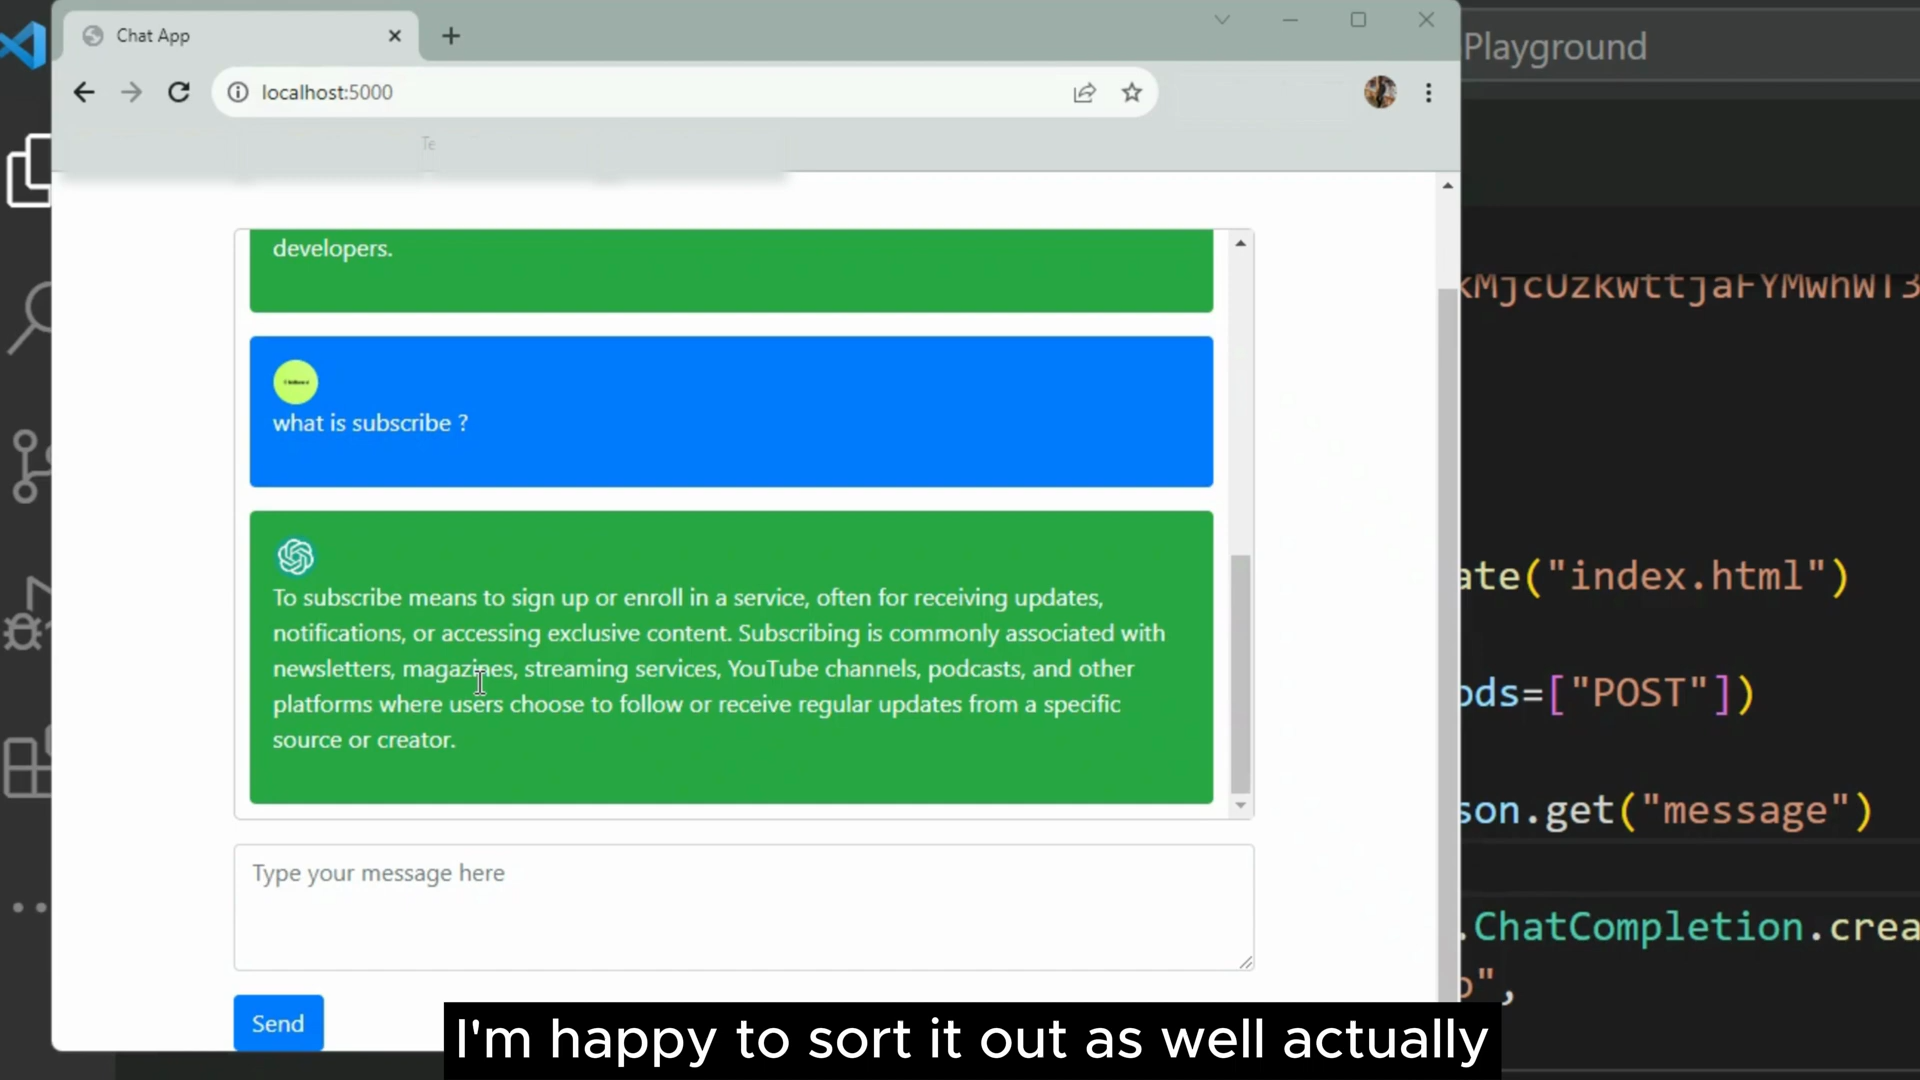 Chat App
Playground
localhost:5000
Te
developers.
what is subscribe ?
ate("index.html")
To subscribe means to sign up or enroll in a service, often for receiving updates,
notifications, or accessing exclusive content. Subscribing is commonly associated with
newsletters, magazines, streaming services, YouTube channels, podcasts, and other
platforms where users choose to follow or receive regular updates from a specific
source or creator.
ods=["POST"])
son.get("message")
Type your message here
.ChatCompletion.crea
",
Send
I'm happy to sort it out as well actually